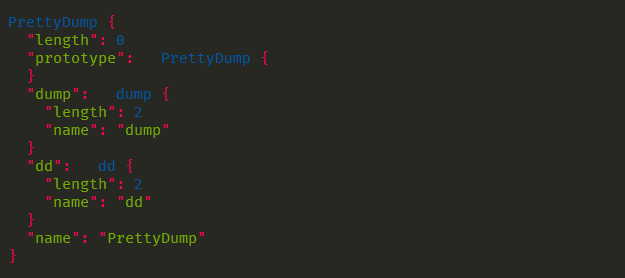 PrettyDump {
  "length": 0
  "prototype":   PrettyDump {
  }
  "dump":   dump {
    "length": 2
    "name": "dump"
  }
  "dd":   dd {
    "length": 2
    "name": "dd"
  }
  "name": "PrettyDump"
}